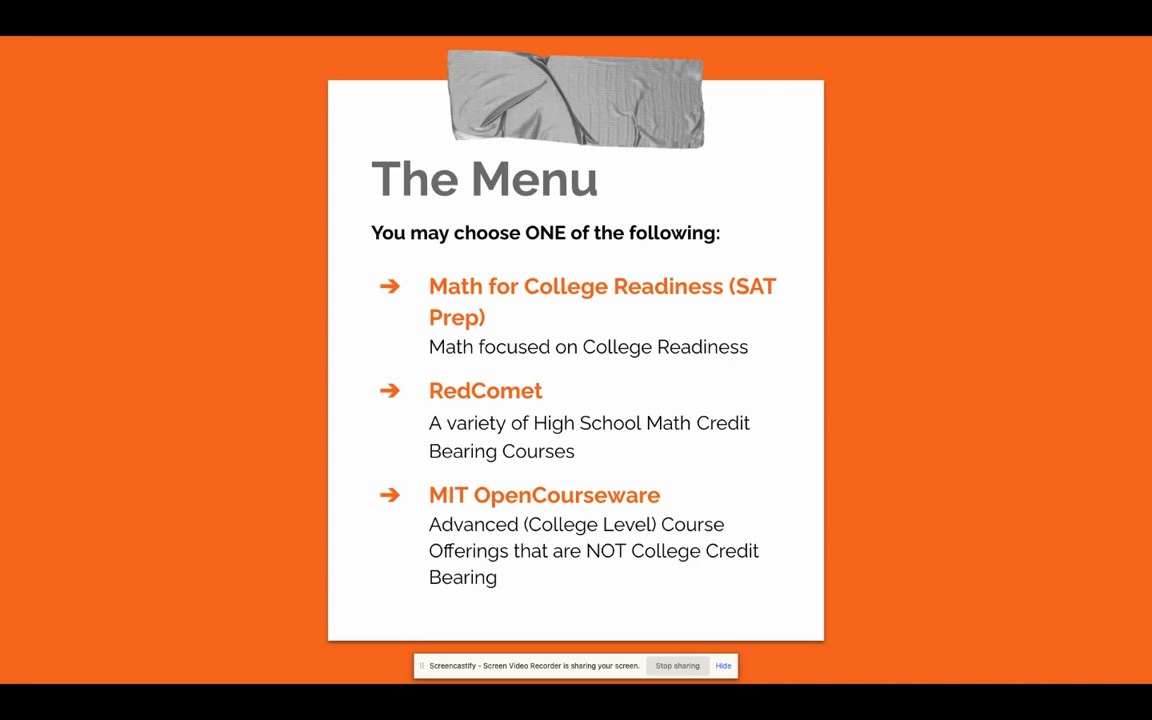 The Menu
You may choose ONE of the following:
➔ Math for College Readiness (SAT
Prep)
Math focused on College Readiness
➔ RedComet
A variety of High School Math Credit
Bearing Courses
➔ MIT OpenCourseware
Advanced (College Level) Course
Offerings that are NOT College Credit
Bearing
Screencastify - Screen Video Recorder is sharing your screen. Stop sharing Hide